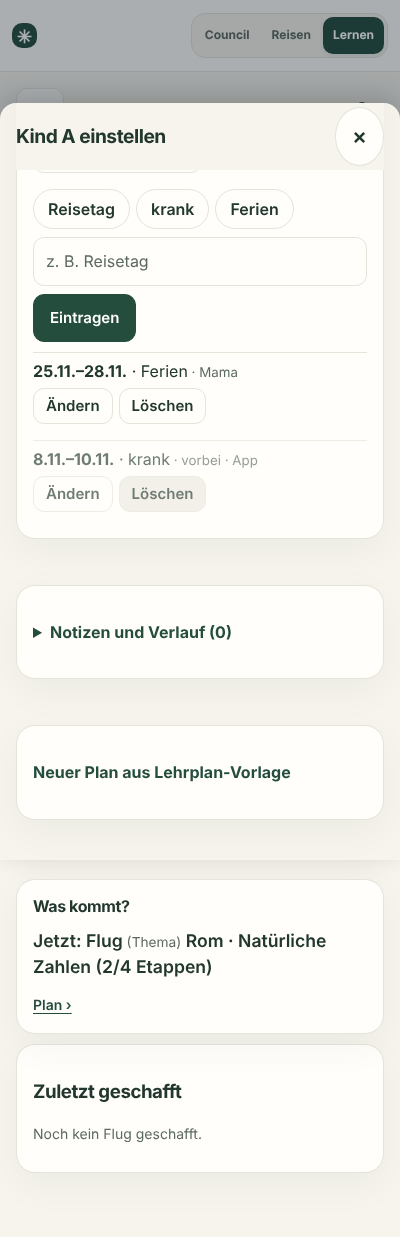 Council Reisen Lernen
Kind A einstellen ×
Reisetag krank Ferien
z. B. Reisetag
Eintragen
25.11.–28.11. · Ferien · Mama
Ändern Löschen
8.11.–10.11. · krank · vorbei · App
Ändern Löschen
▶ Notizen und Verlauf (0)
Neuer Plan aus Lehrplan-Vorlage
Was kommt?
Jetzt: Flug (Thema) Rom · Natürliche
Zahlen (2/4 Etappen)
Plan ›
Zuletzt geschafft
Noch kein Flug geschafft.